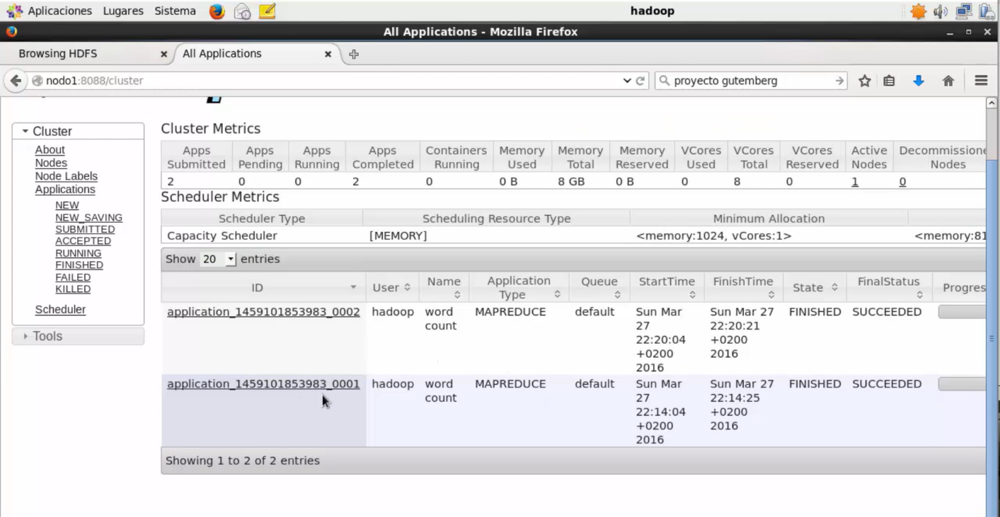 Aplicaciones Lugares Sistema hadoop
All Applications - Mozilla Firefox
Browsing HDFS All Applications
nodo1:8088/cluster proyecto gutemberg
Cluster
About
Nodes
Node Labels
Applications
NEW
NEW_SAVING
SUBMITTED
ACCEPTED
RUNNING
FINISHED
FAILED
KILLED
Scheduler
Tools
Cluster Metrics
Apps Apps Apps Apps Containers Memory Memory Memory VCores VCores VCores Active Decommissione
Submitted Pending Running Completed Running Used Total Reserved Used Total Reserved Nodes Nodes
2 0 0 2 0 0 B 8 GB 0 B 0 8 0 1 0
Scheduler Metrics
Scheduler Type Scheduling Resource Type Minimum Allocation
Capacity Scheduler [MEMORY] <memory:1024, vCores:1> <memory:81
Show 20 entries
ID User Name Application Type Queue StartTime FinishTime State FinalStatus Progres
application_1459101853983_0002 hadoop word MAPREDUCE default Sun Mar Sun Mar 27 FINISHED SUCCEEDED
count 27 22:20:21
22:20:04 +0200
+0200 2016
2016
application_1459101853983_0001 hadoop word MAPREDUCE default Sun Mar Sun Mar 27 FINISHED SUCCEEDED
count 27 22:14:25
22:14:04 +0200
+0200 2016
2016
Showing 1 to 2 of 2 entries